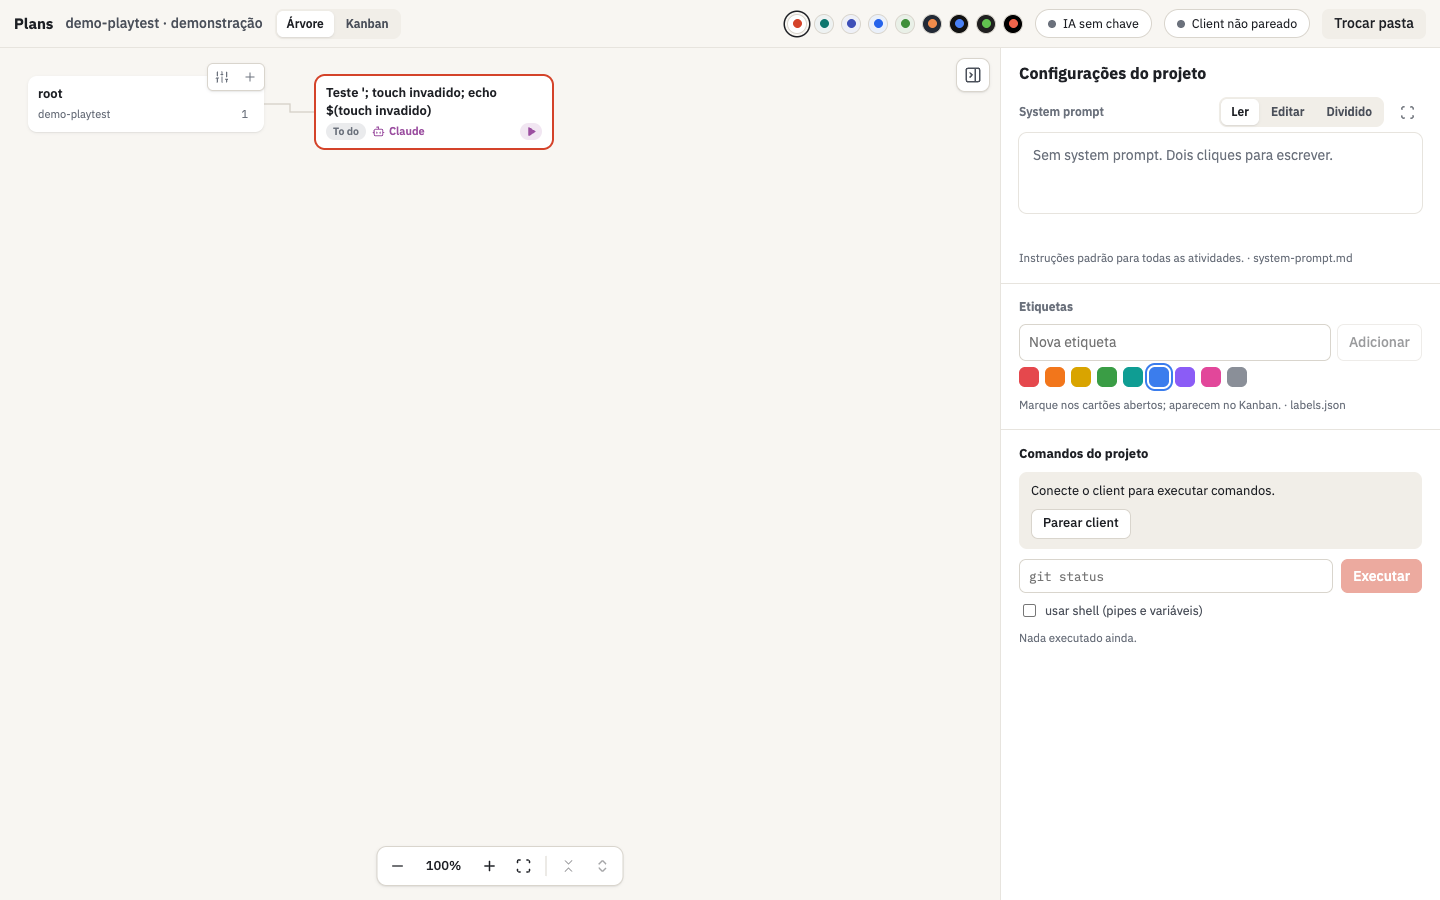 Plans demo-playtest · demonstração Árvore Kanban IA sem chave Client não pareado Trocar pasta
root
demo-playtest 1
Teste '; touch invadido; echo
$(touch invadido)
To do Claude
100%
Configurações do projeto
System prompt Ler Editar Dividido
Sem system prompt. Dois cliques para escrever.
Instruções padrão para todas as atividades. · system-prompt.md
Etiquetas
Nova etiqueta Adicionar
Marque nos cartões abertos; aparecem no Kanban. · labels.json
Comandos do projeto
Conecte o client para executar comandos.
Parear client
git status Executar
usar shell (pipes e variáveis)
Nada executado ainda.